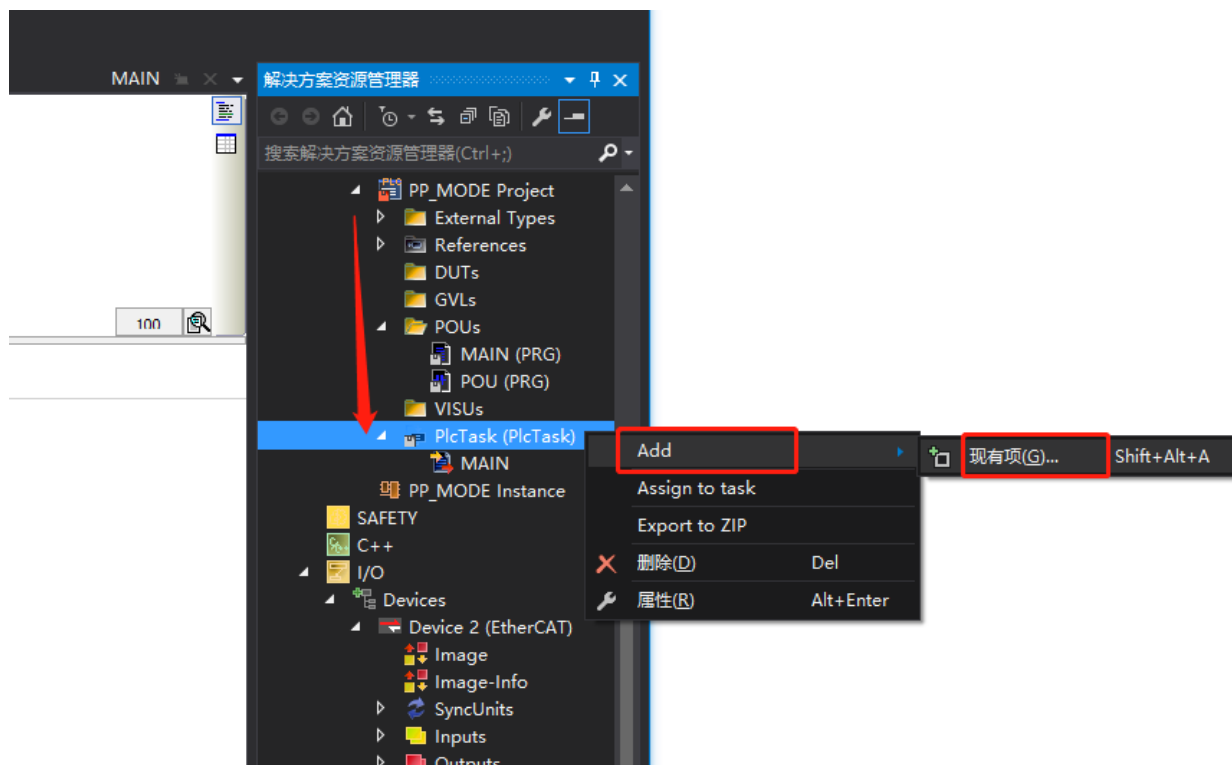 MAIN
解决方案资源管理器
搜索解决方案资源管理器(Ctrl+;)
PP_MODE Project
External Types
References
DUTs
GVLs
100
POUs
MAIN (PRG)
POU (PRG)
VISUs
PlcTask (PlcTask)
Add
现有项(G)...
Shift+Alt+A
MAIN
PP_MODE Instance
Assign to task
SAFETY
Export to ZIP
C++
删除(D)
Del
I/O
Devices
属性(R)
Alt+Enter
Device 2 (EtherCAT)
Image
Image-Info
SyncUnits
Inputs
Outputs